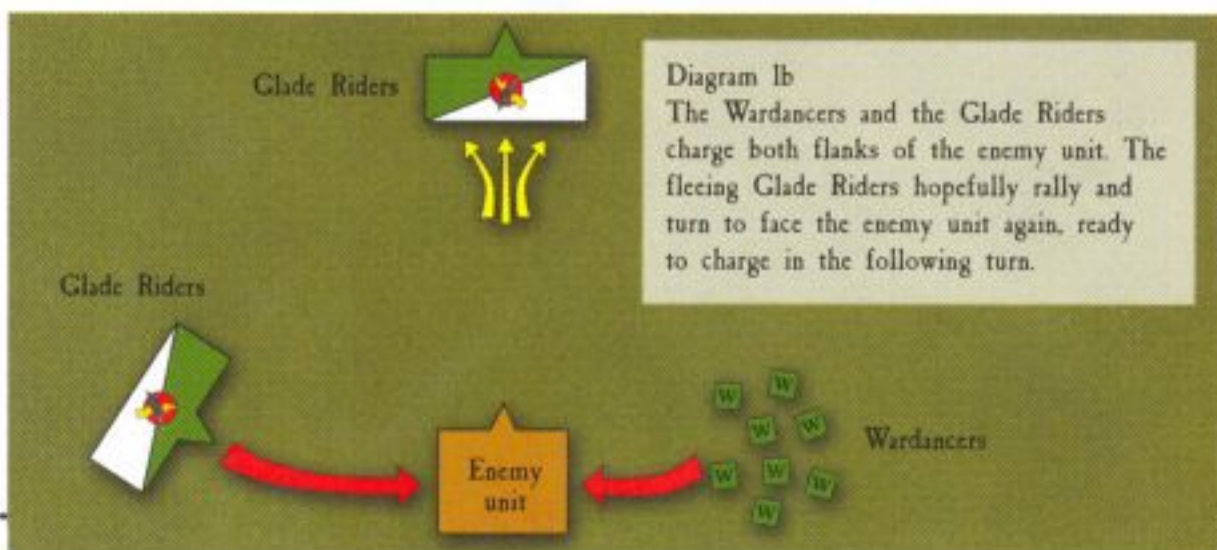 Glade Riders
Diagram 1b
The Wardancers and the Glade Riders
charge both flanks of the enemy unit. The
fleeing Glade Riders hopefully rally and
turn to face the enemy unit again, ready
to charge in the following turn.
Glade Riders
W W
W W
W W W
W
Wardancers
Enemy
unit